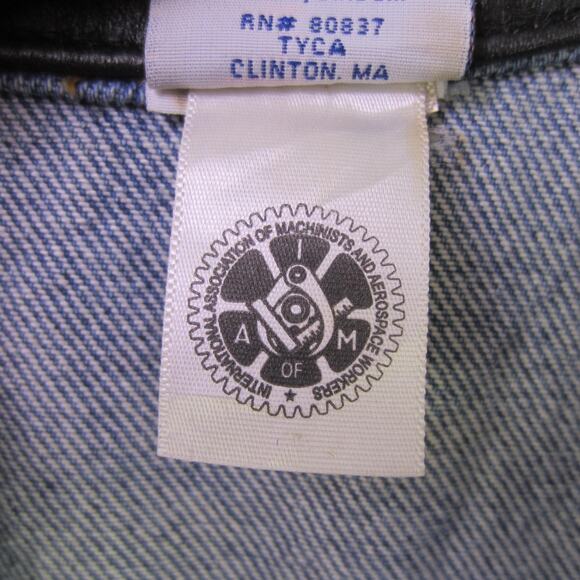 RN# 80837
TYCA
CLINTON, MA
INTERNATIONAL ASSOCIATION OF MACHINISTS AND AEROSPACE WORKERS
I
A
M
OF